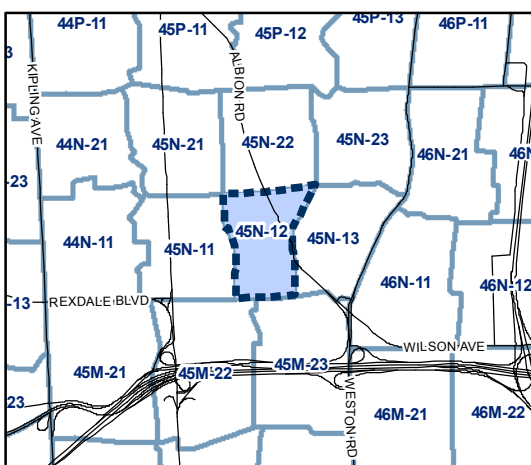 44P-11
45P-11
45P-12
45P-13
46P-11
3
KIPLING AVE
ALBION RD
44N-21
45N-21
45N-22
45N-23
46N-21
46N
-23
44N-11
45N-11
45N-12
45N-13
46N-11
46N-12
-13
REXDALE BLVD
WILSON AVE
45M-21
45M-22
45M-23
WESTON RD
23
46M-21
46M-22